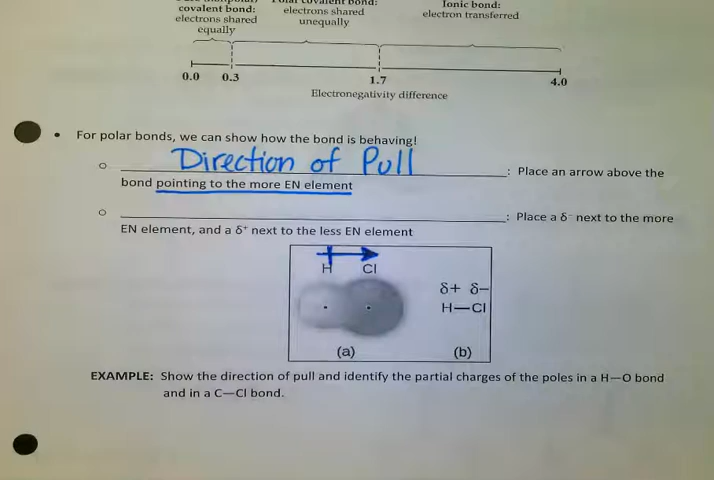 covalent bond:
electrons shared
equally
electrons shared
unequally
Ionic bond:
electron transferred
0.0 0.3 1.7 4.0
Electronegativity difference
• For polar bonds, we can show how the bond is behaving!
o Direction of Pull : Place an arrow above the
bond pointing to the more EN element
o : Place a δ⁻ next to the more
EN element, and a δ⁺ next to the less EN element
H Cl
δ+ δ−
H—Cl
(a) (b)
EXAMPLE: Show the direction of pull and identify the partial charges of the poles in a H—O bond
and in a C—Cl bond.